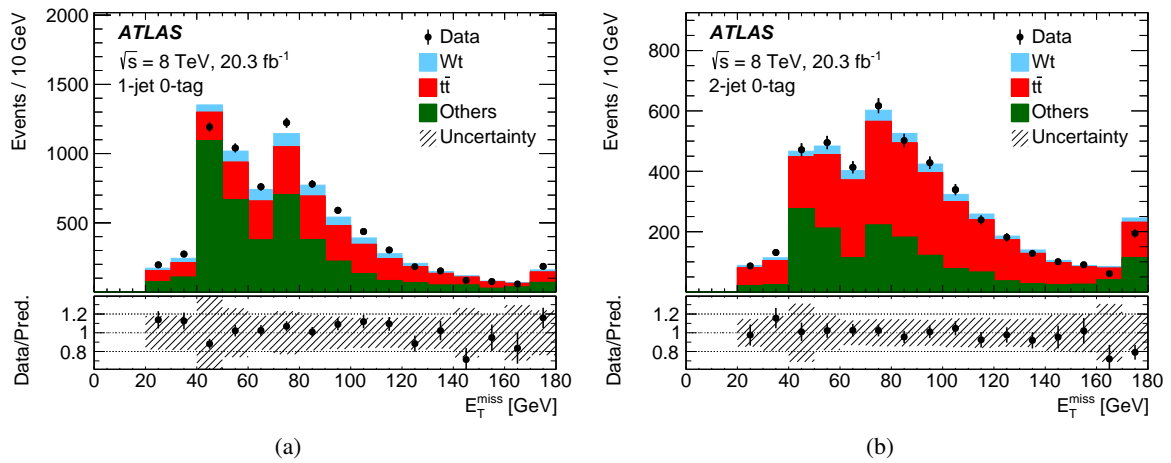 ATLAS
√s = 8 TeV, 20.3 fb⁻¹
1-jet 0-tag
Data
Wt
tt̄
Others
Uncertainty
Events / 10 GeV
2000
1500
1000
500
Data/Pred.
1.2
1
0.8
0 20 40 60 80 100 120 140 160 180
E_T^miss [GeV]
(a)
ATLAS
√s = 8 TeV, 20.3 fb⁻¹
2-jet 0-tag
Data
Wt
tt̄
Others
Uncertainty
Events / 10 GeV
800
600
400
200
Data/Pred.
1.2
1
0.8
0 20 40 60 80 100 120 140 160 180
E_T^miss [GeV]
(b)